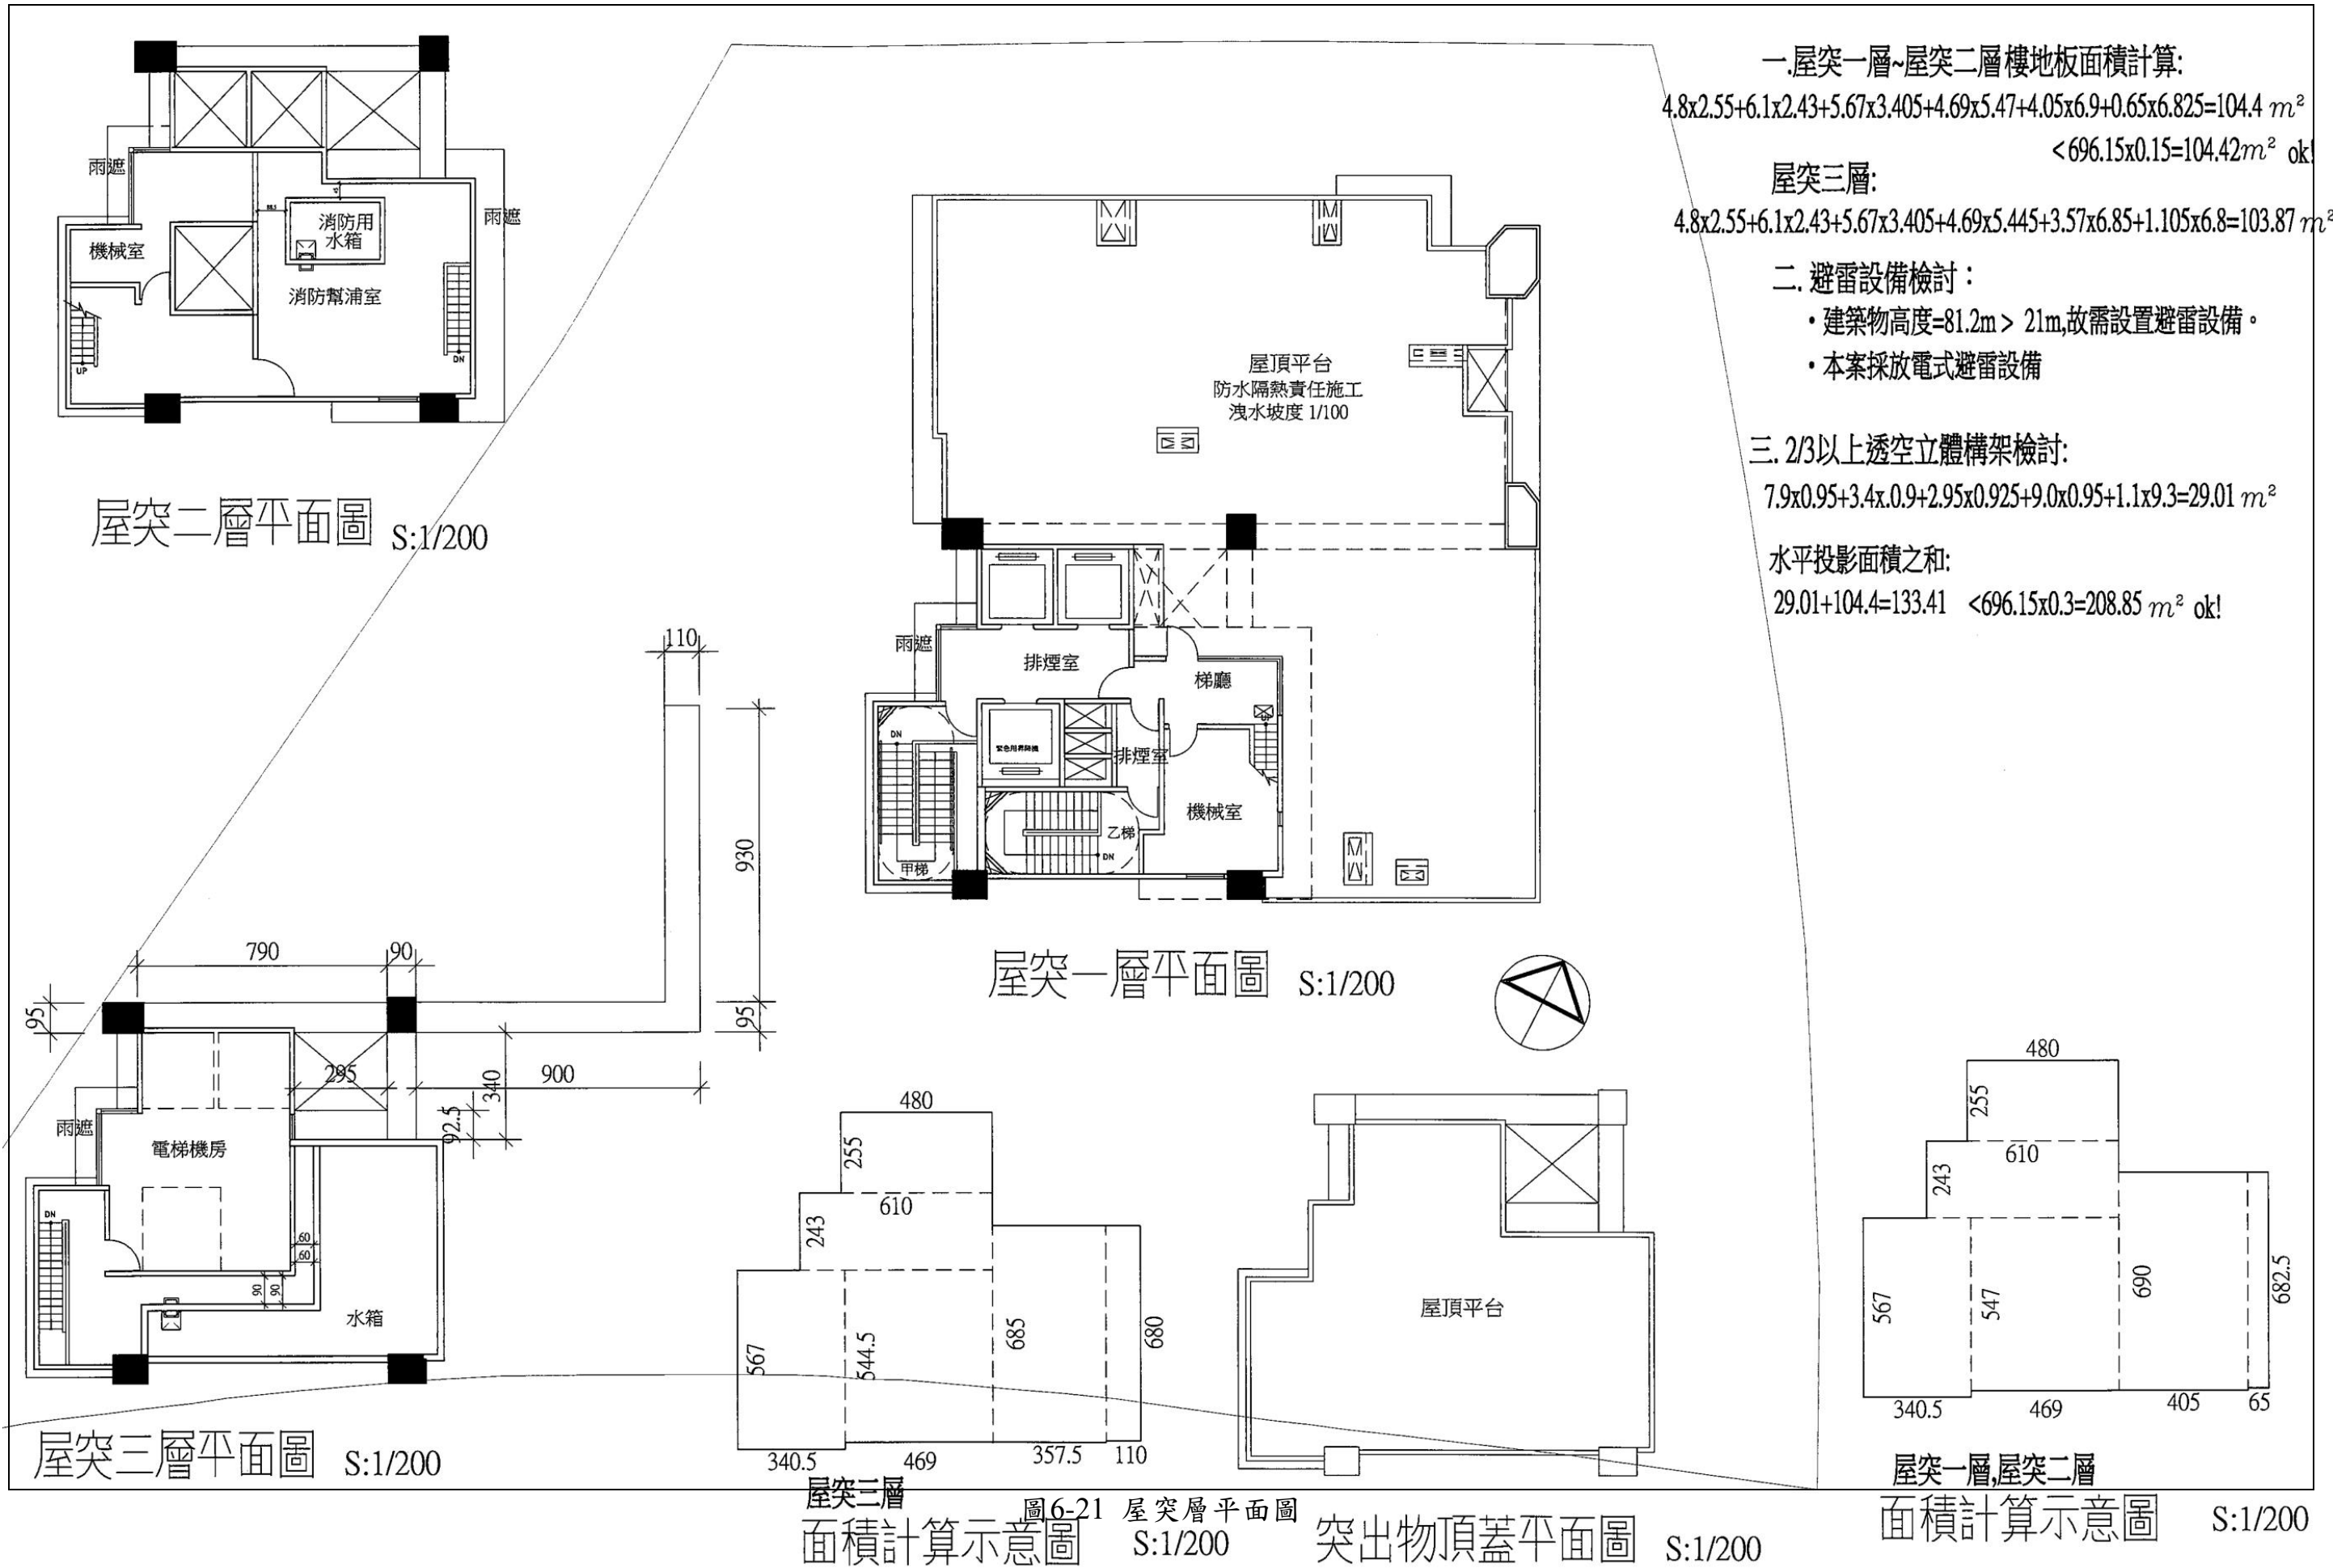 一.屋突一層~屋突二層樓地板面積計算:
4.8x2.55+6.1x2.43+5.67x3.405+4.69x5.47+4.05x6.9+0.65x6.825=104.4 m²
<696.15x0.15=104.42m² ok!
屋突三層:
4.8x2.55+6.1x2.43+5.67x3.405+4.69x5.445+3.57x6.85+1.105x6.8=103.87 m²
二. 避雷設備檢討：
・建築物高度=81.2m > 21m,故需設置避雷設備。
・本案採放電式避雷設備
三. 2/3以上透空立體構架檢討:
7.9x0.95+3.4x.0.9+2.95x0.925+9.0x0.95+1.1x9.3=29.01 m²
水平投影面積之和:
29.01+104.4=133.41 <696.15x0.3=208.85 m² ok!
雨遮
機械室
消防用
水箱
消防幫浦室
雨遮
UP
DN
屋突二層平面圖 S:1/200
屋頂平台
防水隔熱責任施工
洩水坡度 1/100
雨遮
排煙室
梯廳
UP
DN
緊急用昇降機
排煙室
機械室
乙梯
DN
甲梯
屋突一層平面圖 S:1/200
110
930
95
790
90
95
295
340
900
92.5
雨遮
電梯機房
DN
60
60
90
90
水箱
屋突三層平面圖 S:1/200
480
255
610
243
567
544.5
685
680
340.5
469
357.5
110
屋突三層
面積計算示意圖 S:1/200
屋頂平台
突出物頂蓋平面圖 S:1/200
480
255
610
243
567
547
690
682.5
340.5
469
405
65
屋突一層,屋突二層
面積計算示意圖 S:1/200
圖6-21 屋突層平面圖